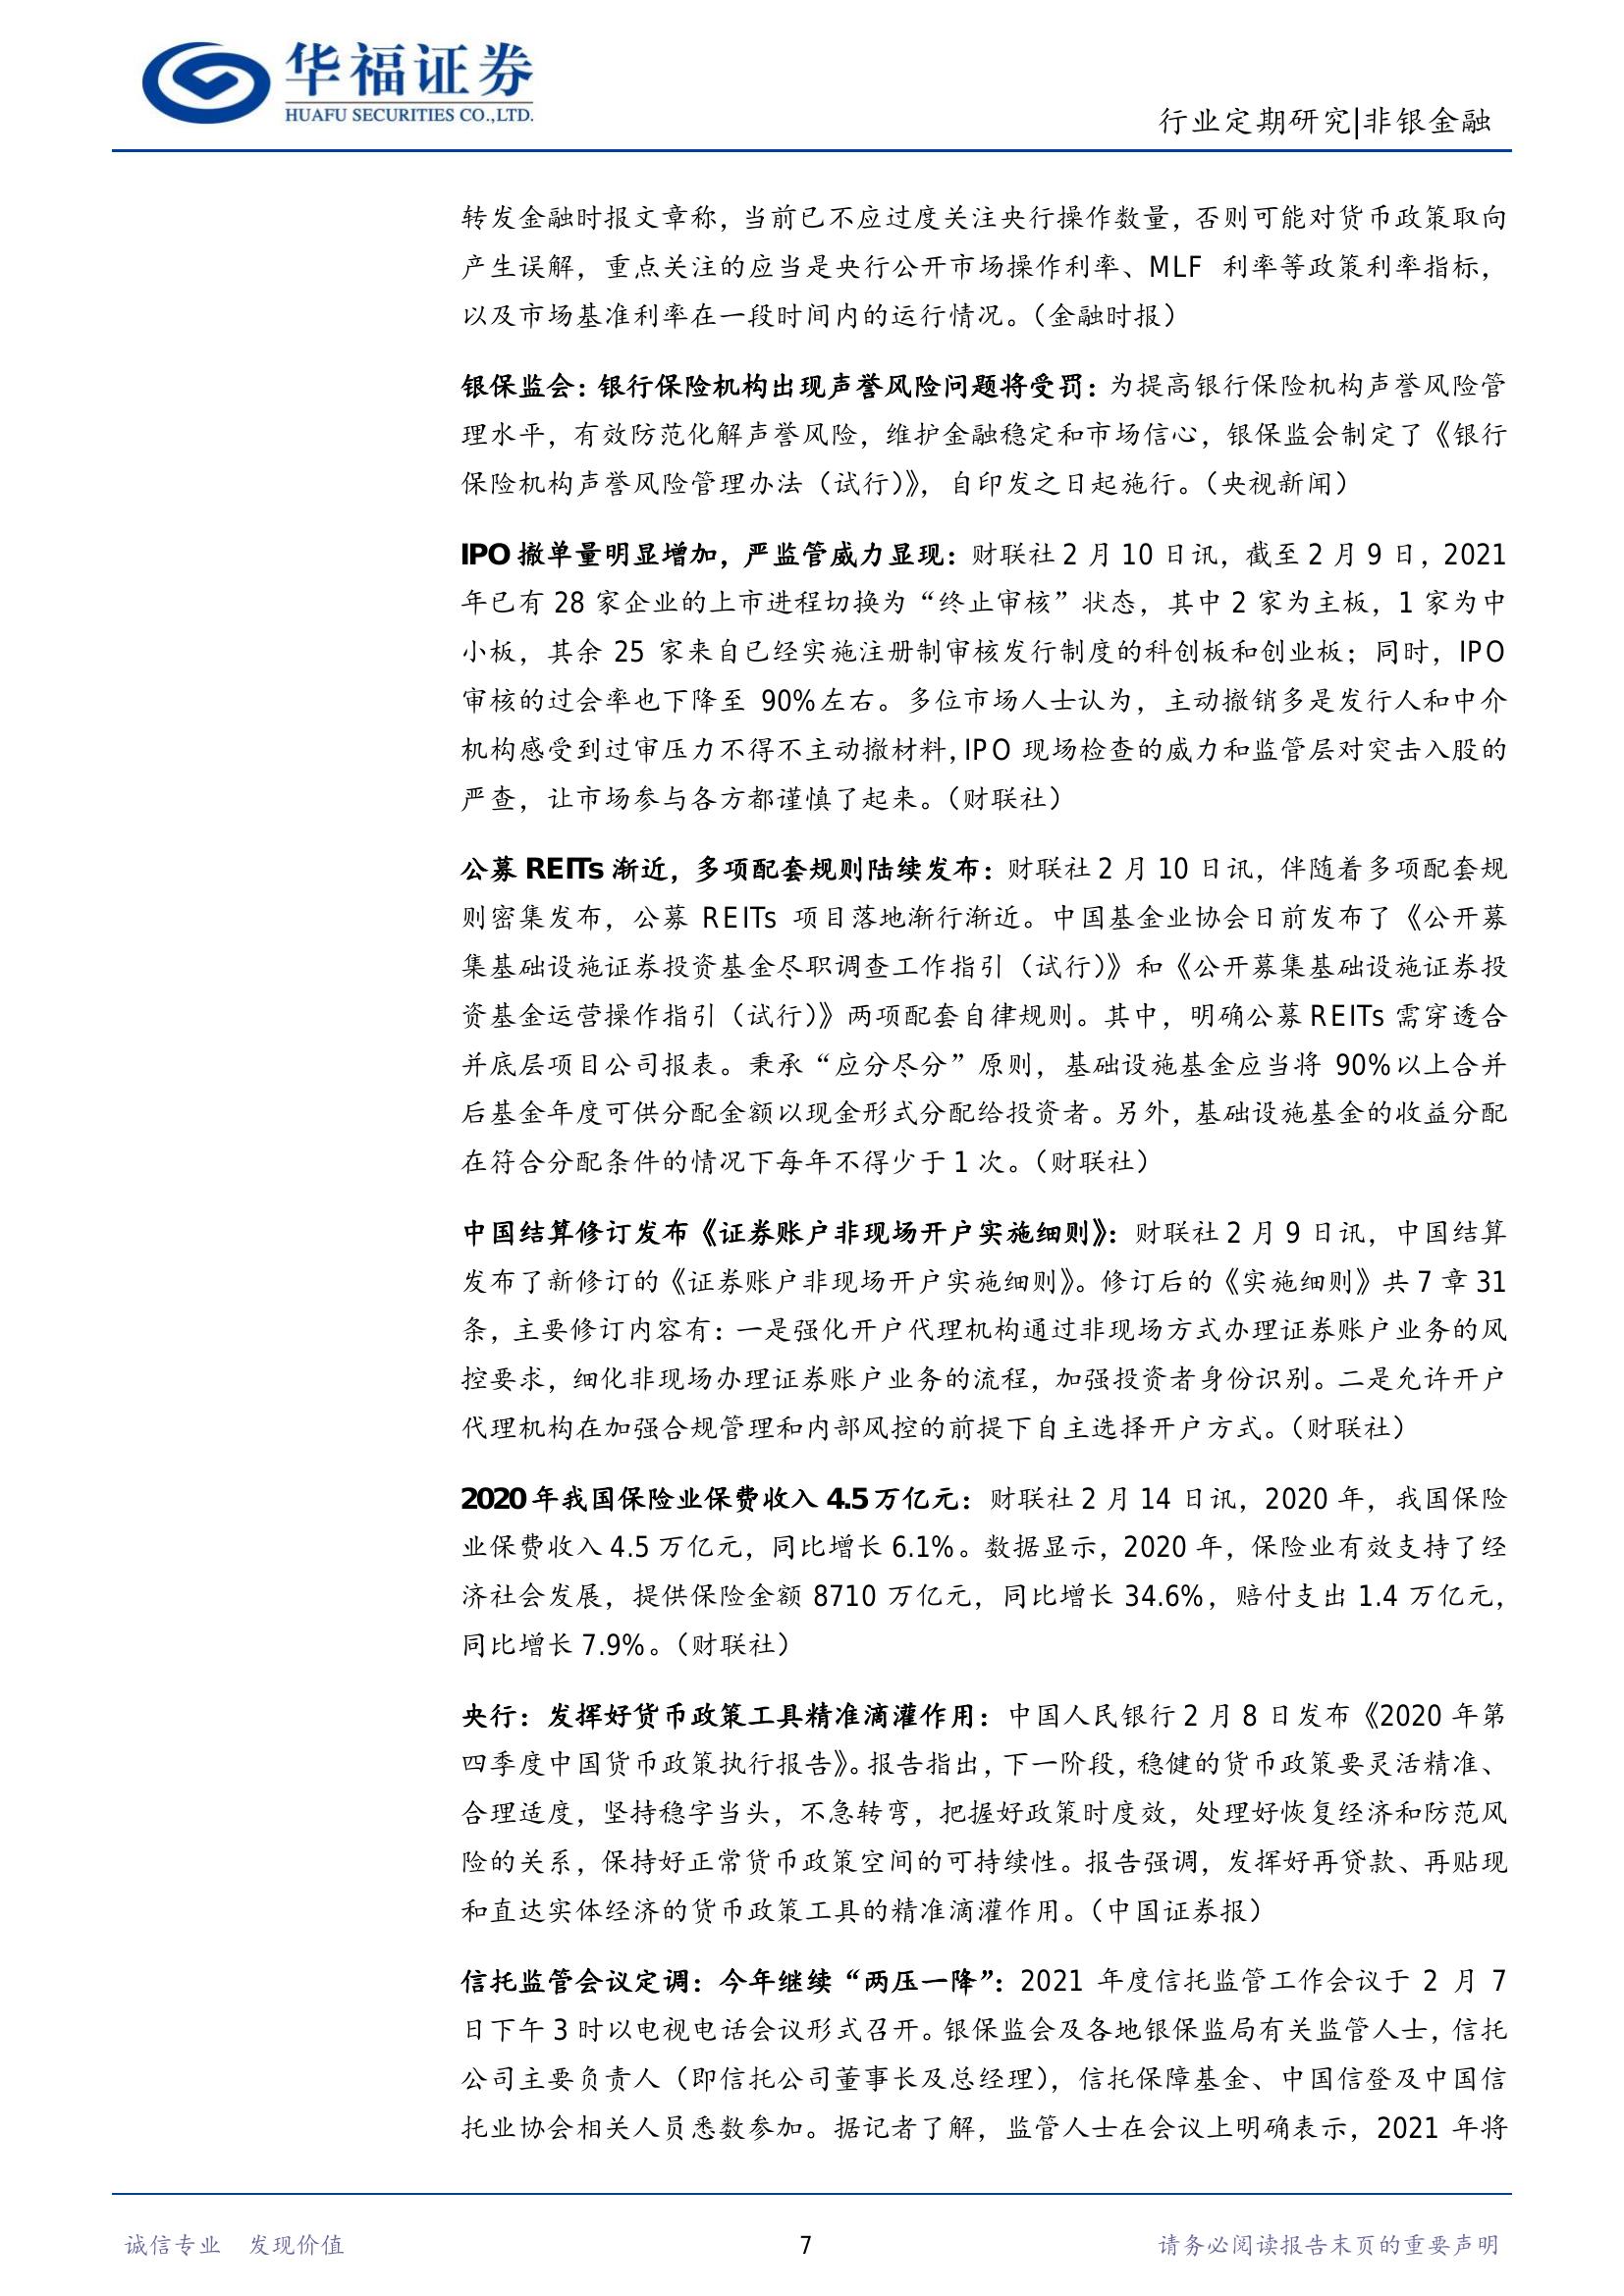 华福证券
HUAFU SECURITIES CO.,LTD.
行业定期研究|非银金融
转发金融时报文章称，当前已不应过度关注央行操作数量，否则可能对货币政策取向
产生误解，重点关注的应当是央行公开市场操作利率、MLF 利率等政策利率指标，
以及市场基准利率在一段时间内的运行情况。（金融时报）
银保监会：银行保险机构出现声誉风险问题将受罚：为提高银行保险机构声誉风险管
理水平，有效防范化解声誉风险，维护金融稳定和市场信心，银保监会制定了《银行
保险机构声誉风险管理办法（试行）》，自印发之日起施行。（央视新闻）
IPO 撤单量明显增加，严监管威力显现：财联社 2 月 10 日讯，截至 2 月 9 日，2021
年已有 28 家企业的上市进程切换为“终止审核”状态，其中 2 家为主板，1 家为中
小板，其余 25 家来自已经实施注册制审核发行制度的科创板和创业板；同时，IPO
审核的过会率也下降至 90%左右。多位市场人士认为，主动撤销多是发行人和中介
机构感受到过审压力不得不主动撤材料，IPO 现场检查的威力和监管层对突击入股的
严查，让市场参与各方都谨慎了起来。（财联社）
公募 REITs 渐近，多项配套规则陆续发布：财联社 2 月 10 日讯，伴随着多项配套规
则密集发布，公募 REITs 项目落地渐行渐近。中国基金业协会日前发布了《公开募
集基础设施证券投资基金尽职调查工作指引（试行）》和《公开募集基础设施证券投
资基金运营操作指引（试行）》两项配套自律规则。其中，明确公募 REITs 需穿透合
并底层项目公司报表。秉承“应分尽分”原则，基础设施基金应当将 90%以上合并
后基金年度可供分配金额以现金形式分配给投资者。另外，基础设施基金的收益分配
在符合分配条件的情况下每年不得少于 1 次。（财联社）
中国结算修订发布《证券账户非现场开户实施细则》：财联社 2 月 9 日讯，中国结算
发布了新修订的《证券账户非现场开户实施细则》。修订后的《实施细则》共 7 章 31
条，主要修订内容有：一是强化开户代理机构通过非现场方式办理证券账户业务的风
控要求，细化非现场办理证券账户业务的流程，加强投资者身份识别。二是允许开户
代理机构在加强合规管理和内部风控的前提下自主选择开户方式。（财联社）
2020 年我国保险业保费收入 4.5 万亿元：财联社 2 月 14 日讯，2020 年，我国保险
业保费收入 4.5 万亿元，同比增长 6.1%。数据显示，2020 年，保险业有效支持了经
济社会发展，提供保险金额 8710 万亿元，同比增长 34.6%，赔付支出 1.4 万亿元，
同比增长 7.9%。（财联社）
央行：发挥好货币政策工具精准滴灌作用：中国人民银行 2 月 8 日发布《2020 年第
四季度中国货币政策执行报告》。报告指出，下一阶段，稳健的货币政策要灵活精准、
合理适度，坚持稳字当头，不急转弯，把握好政策时度效，处理好恢复经济和防范风
险的关系，保持好正常货币政策空间的可持续性。报告强调，发挥好再贷款、再贴现
和直达实体经济的货币政策工具的精准滴灌作用。（中国证券报）
信托监管会议定调：今年继续“两压一降”：2021 年度信托监管工作会议于 2 月 7
日下午 3 时以电视电话会议形式召开。银保监会及各地银保监局有关监管人士，信托
公司主要负责人（即信托公司董事长及总经理），信托保障基金、中国信登及中国信
托业协会相关人员悉数参加。据记者了解，监管人士在会议上明确表示，2021 年将
诚信专业 发现价值
7
请务必阅读报告末页的重要声明